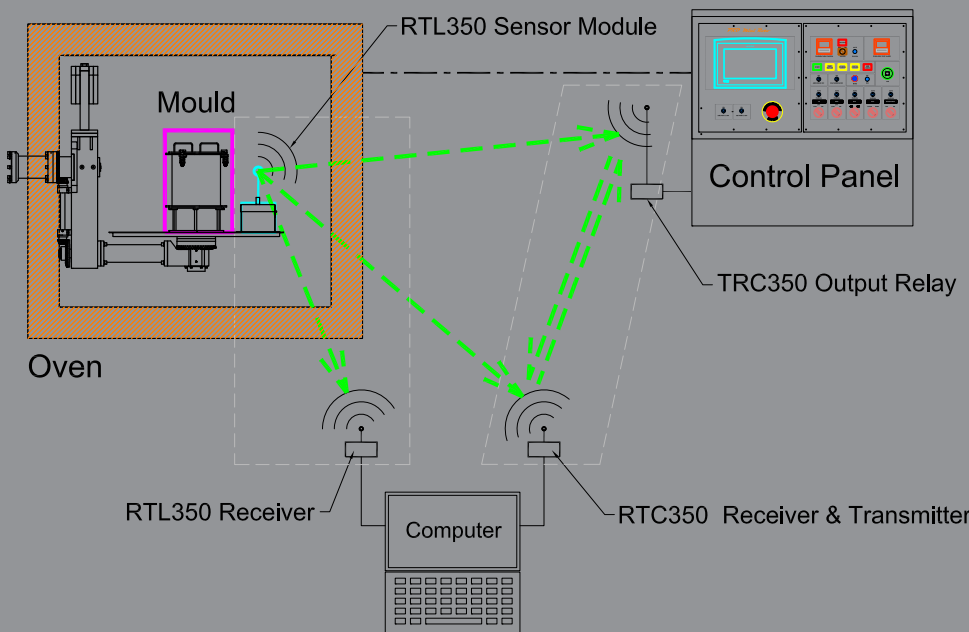 RTL350 Sensor Module
Mould
Control Panel
TRC350 Output Relay
Oven
RTL350 Receiver
Computer
RTC350 Receiver & Transmitter